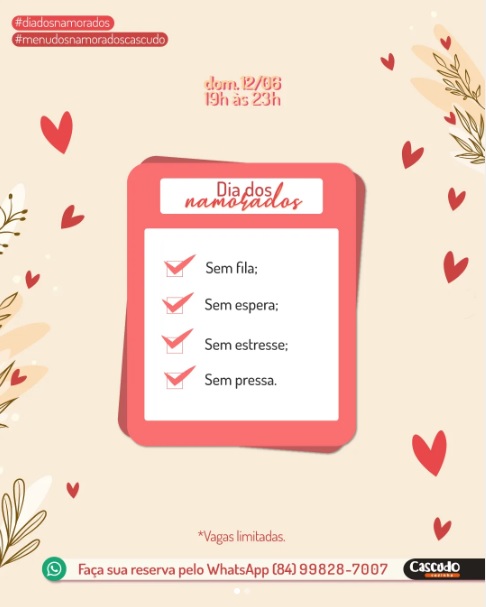 #diadosnamorados
#menudosnamoradoscascudo
dom.12/06
19h às 23h
Dia dos
namorados
Sem fila;
Sem espera;
Sem estresse;
Sem pressa.
*Vagas limitadas.
Faça sua reserva pelo WhatsApp (84) 99828-7007
Cascudo